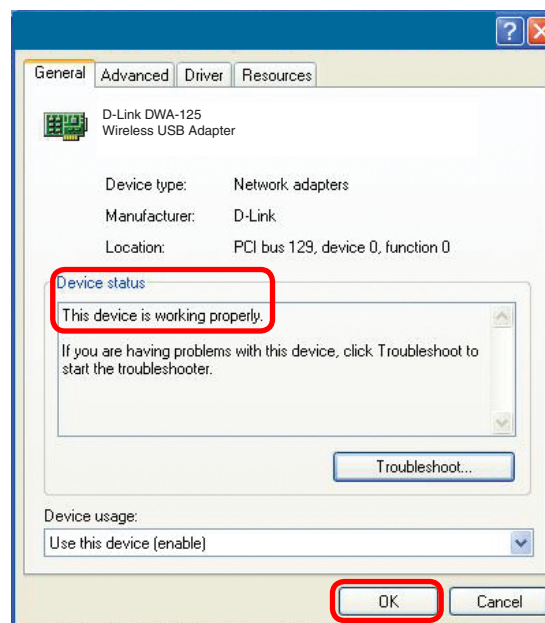 General Advanced Driver Resources
D-Link DWA-125
Wireless USB Adapter
Device type: Network adapters
Manufacturer: D-Link
Location: PCI bus 129, device 0, function 0
Device status
This device is working properly.
If you are having problems with this device, click Troubleshoot to
start the troubleshooter.
Troubleshoot...
Device usage:
Use this device (enable)
OK Cancel